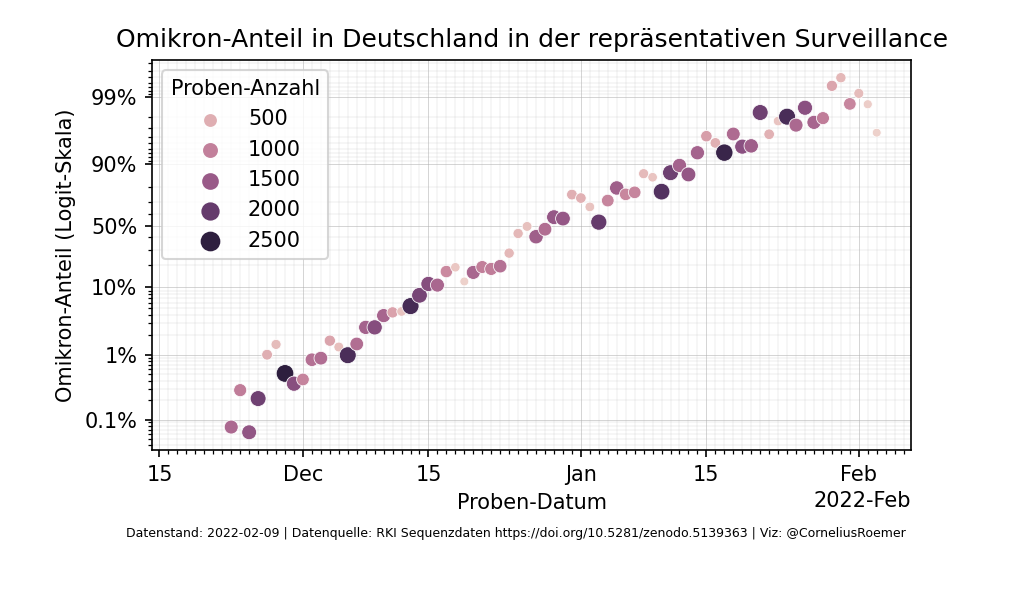 Omikron-Anteil in Deutschland in der repräsentativen Surveillance
Omikron-Anteil (Logit-Skala)
99%
90%
50%
10%
1%
0.1%
Proben-Anzahl
500
1000
1500
2000
2500
15 Dec 15 Jan 15 Feb
Proben-Datum
2022-Feb
Datenstand: 2022-02-09 | Datenquelle: RKI Sequenzdaten https://doi.org/10.5281/zenodo.5139363 | Viz: @CorneliusRoemer